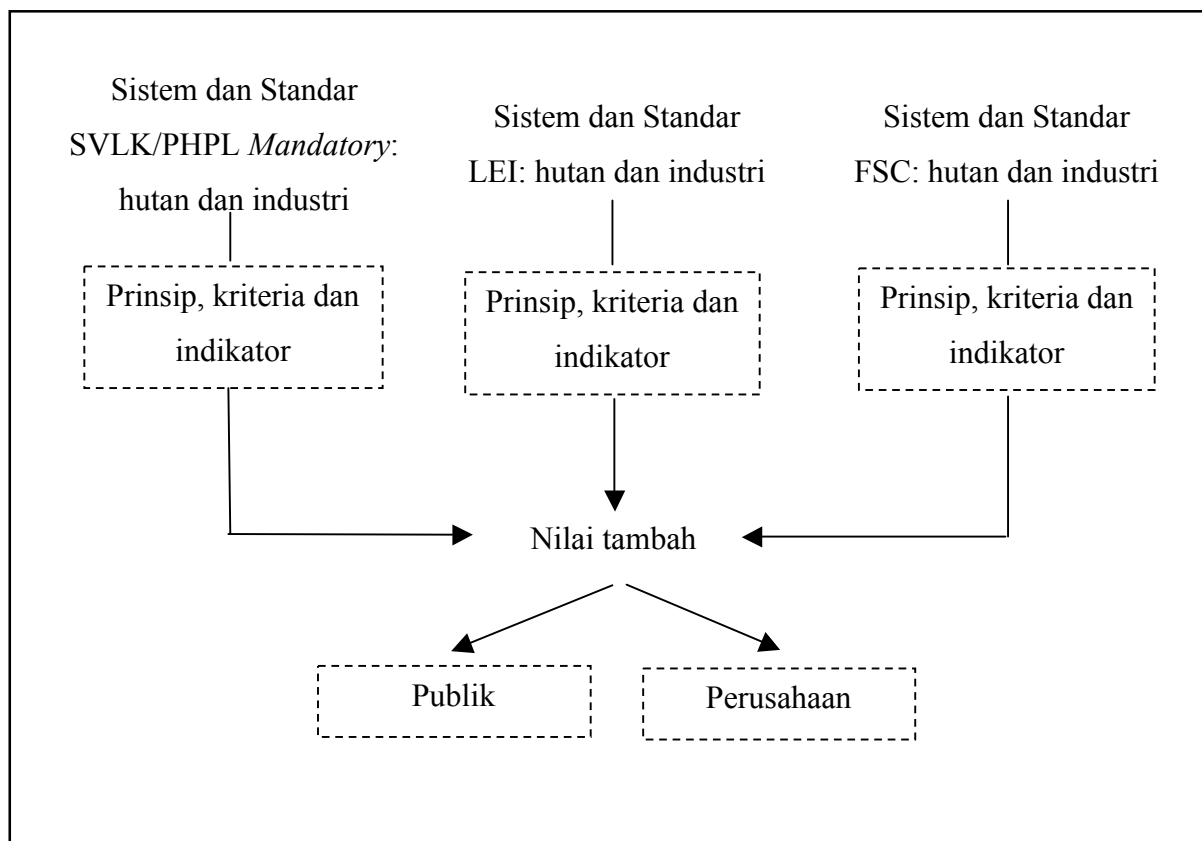 Sistem dan Standar
SVLK/PHPL Mandatory:
hutan dan industri
Sistem dan Standar
LEI: hutan dan industri
Sistem dan Standar
FSC: hutan dan industri
Prinsip, kriteria dan
indikator
Prinsip, kriteria dan
indikator
Prinsip, kriteria dan
indikator
Nilai tambah
Publik
Perusahaan